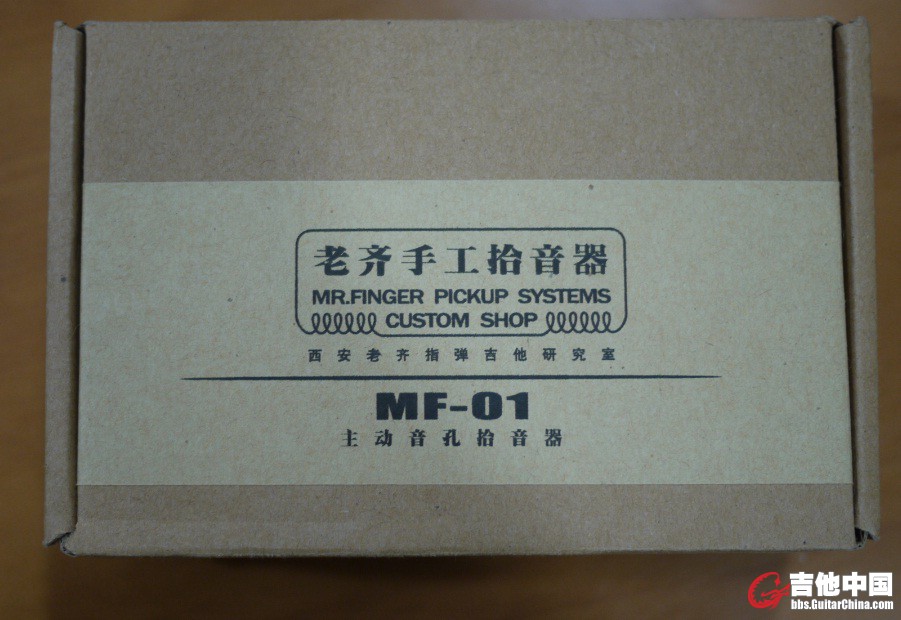 老齐手工拾音器
MR.FINGER PICKUP SYSTEMS
CUSTOM SHOP
西安老齐指弹吉他研究室
MF-01
主动音孔拾音器
吉他中国
bbs.GuitarChina.com